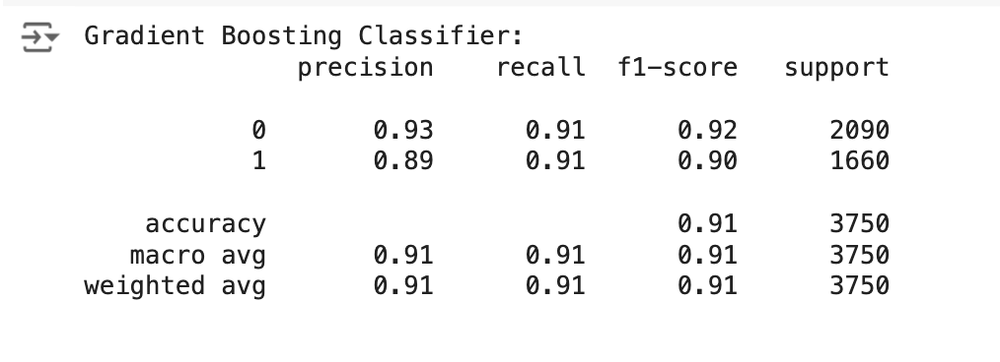 Gradient Boosting Classifier:
precision recall f1-score support
0 0.93 0.91 0.92 2090
1 0.89 0.91 0.90 1660
accuracy 0.91 3750
macro avg 0.91 0.91 0.91 3750
weighted avg 0.91 0.91 0.91 3750